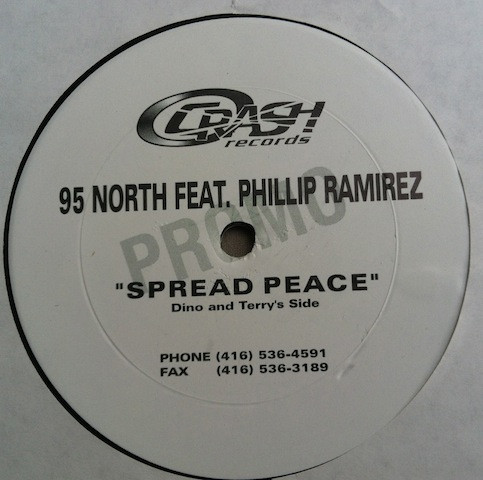 CRASH
records
95 NORTH FEAT. PHILLIP RAMIREZ
PROMO
"SPREAD PEACE"
Dino and Terry's Side
PHONE (416) 536-4591
FAX (416) 536-3189